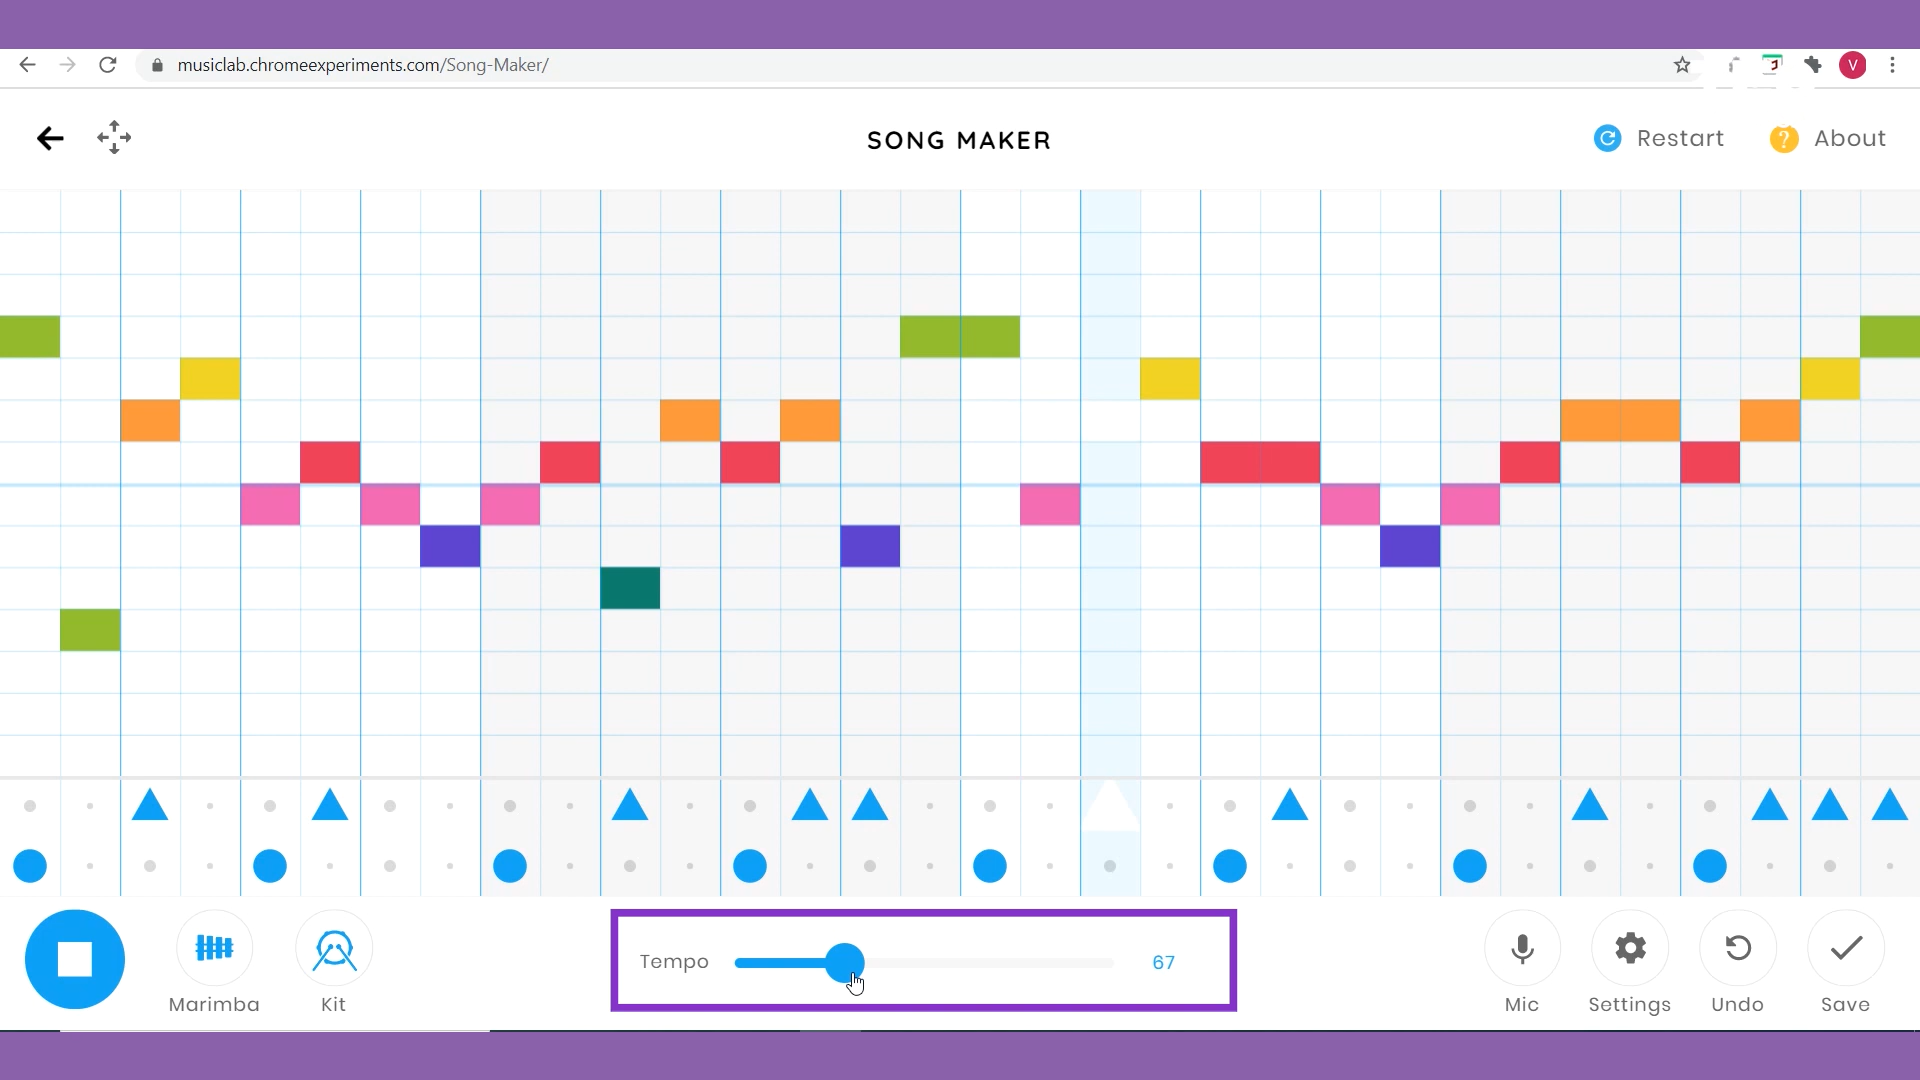 musiclab.chromeexperiments.com/Song-Maker/
V
SONG MAKER
Restart
? About
Tempo 67
Marimba
Kit
Mic
Settings
Undo
Save